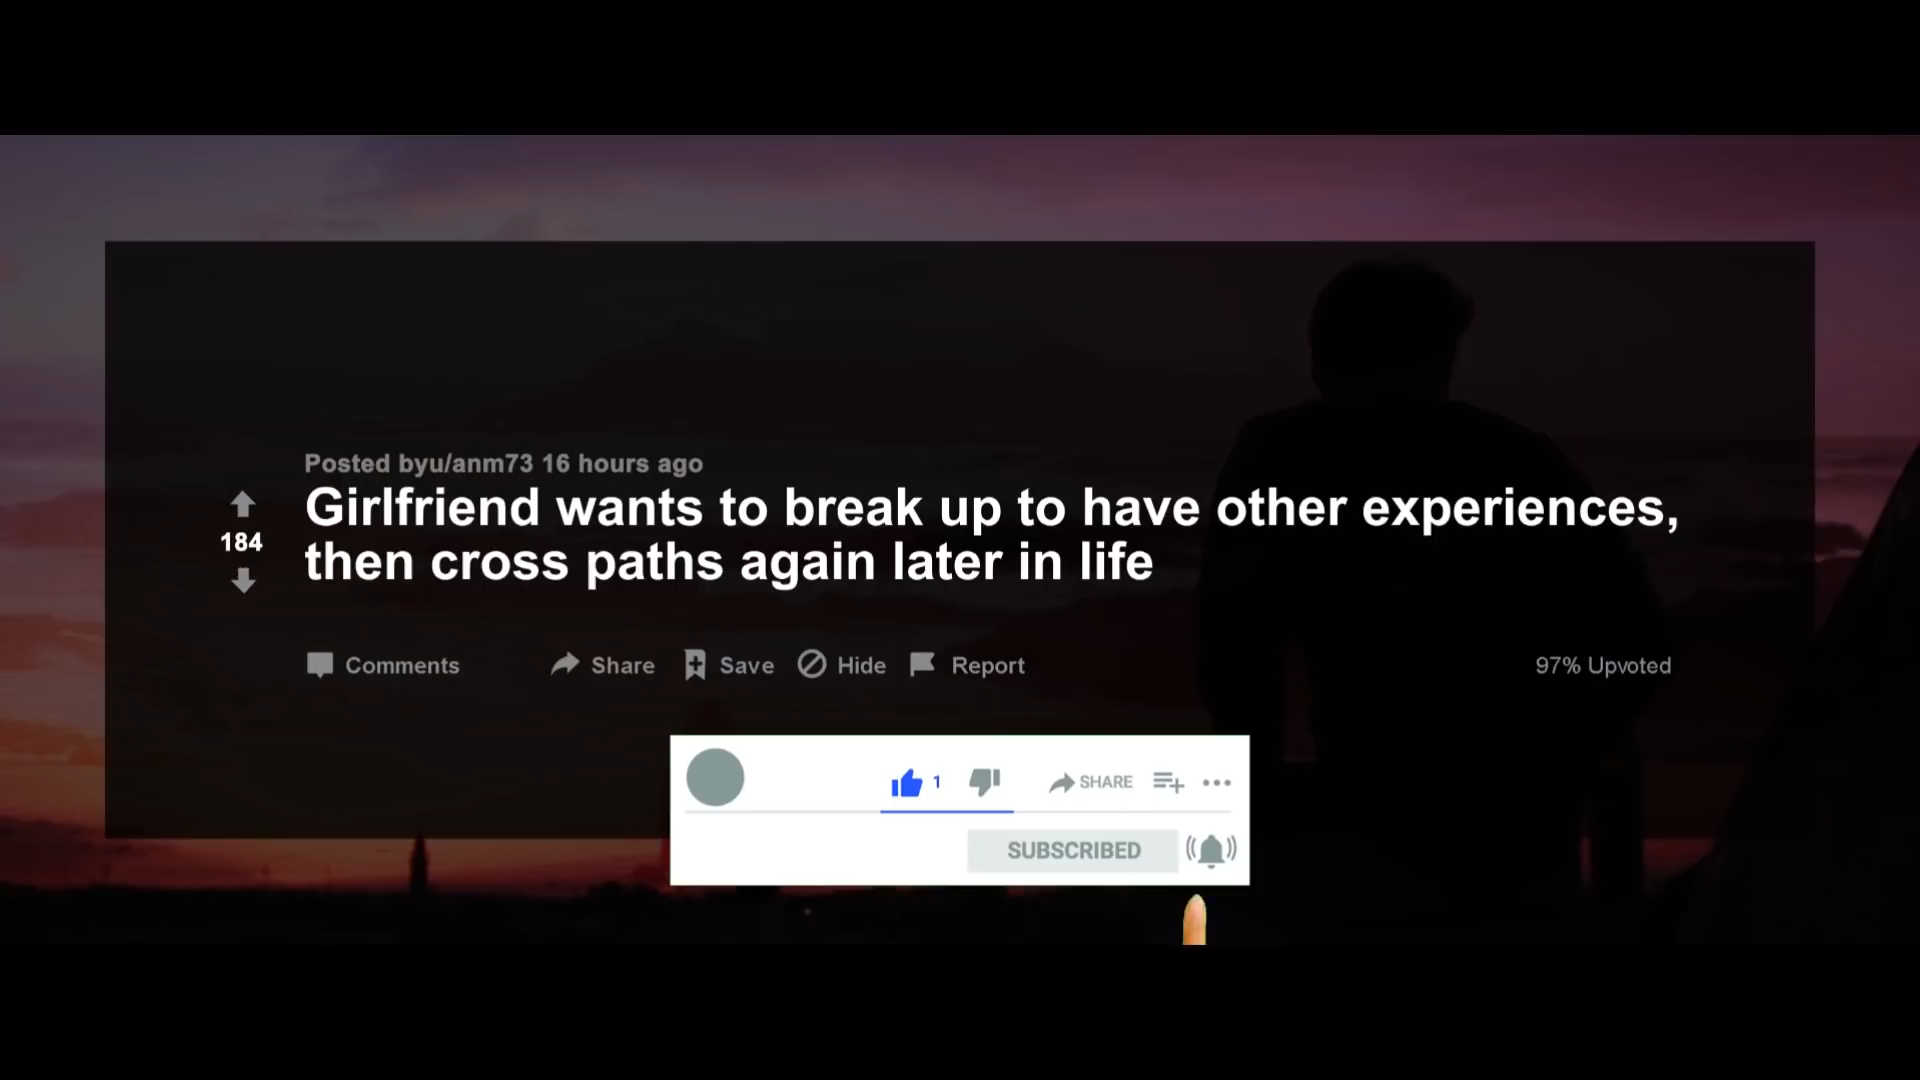 Posted byu/anm73 16 hours ago
Girlfriend wants to break up to have other experiences,
then cross paths again later in life
184
Comments Share Save Hide Report 97% Upvoted
1 SHARE
SUBSCRIBED